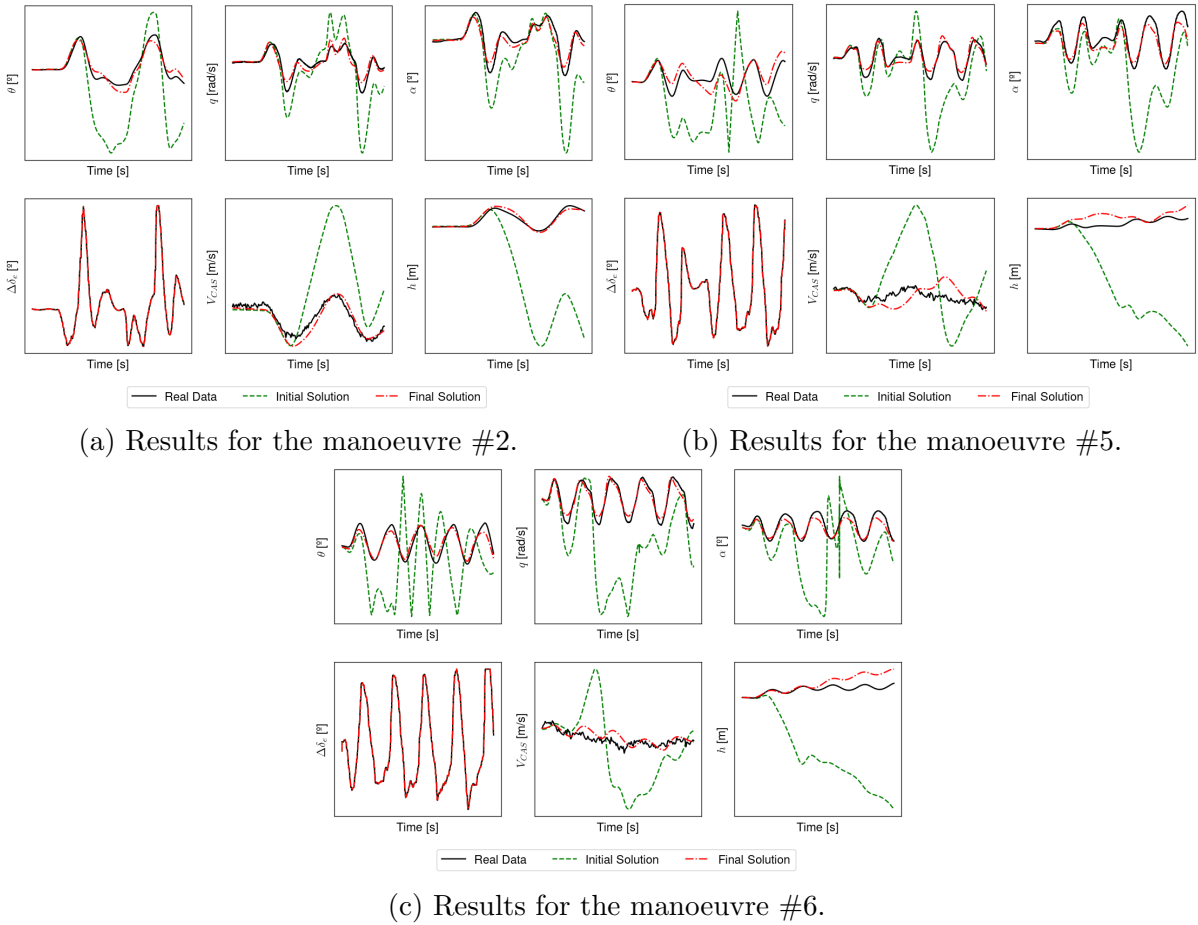 θ [º]
Time [s]
q [rad/s]
Time [s]
α [º]
Time [s]
Δδe [º]
Time [s]
VCAS [m/s]
Time [s]
h [m]
Time [s]
Real Data Initial Solution Final Solution
(a) Results for the manoeuvre #2.
θ [º]
Time [s]
q [rad/s]
Time [s]
α [º]
Time [s]
Δδe [º]
Time [s]
VCAS [m/s]
Time [s]
h [m]
Time [s]
Real Data Initial Solution Final Solution
(b) Results for the manoeuvre #5.
θ [º]
Time [s]
q [rad/s]
Time [s]
α [º]
Time [s]
Δδe [º]
Time [s]
VCAS [m/s]
Time [s]
h [m]
Time [s]
Real Data Initial Solution Final Solution
(c) Results for the manoeuvre #6.